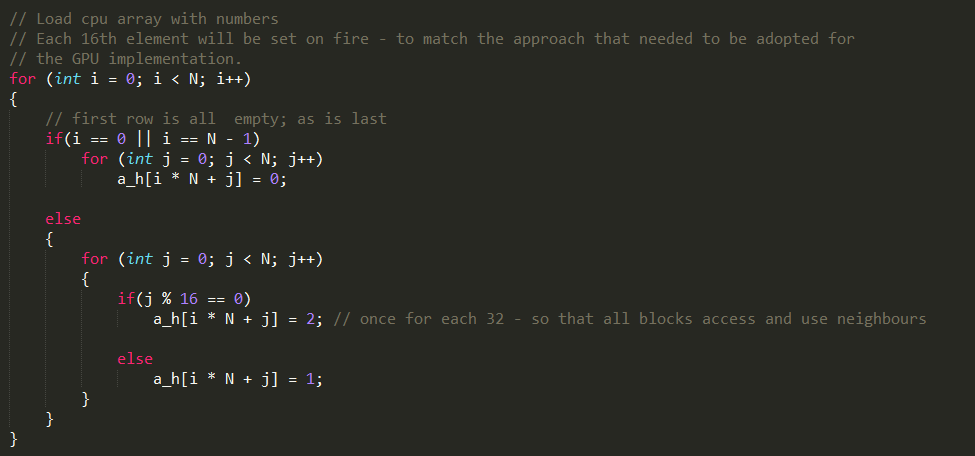 // Load cpu array with numbers
// Each 16th element will be set on fire - to match the approach that needed to be adopted for
// the GPU implementation.
for (int i = 0; i < N; i++)
{
    // first row is all  empty; as is last
    if(i == 0 || i == N - 1)
        for (int j = 0; j < N; j++)
            a_h[i * N + j] = 0;

    else
    {
        for (int j = 0; j < N; j++)
        {
            if(j % 16 == 0)
                a_h[i * N + j] = 2; // once for each 32 - so that all blocks access and use neighbours

            else
                a_h[i * N + j] = 1;
        }
    }
}